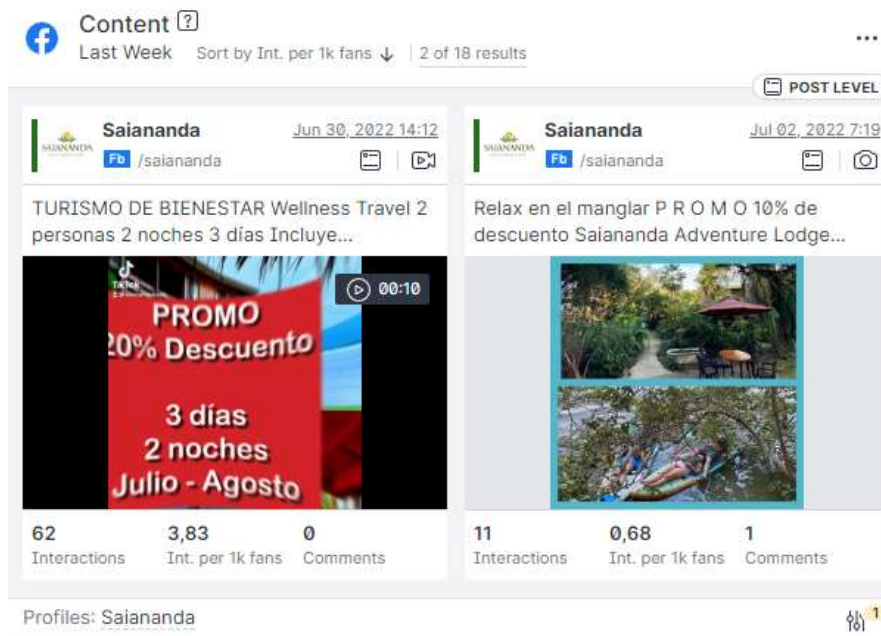 Content ?
Last Week Sort by Int. per 1k fans ↓ 2 of 18 results
POST LEVEL
Saiananda Jun 30, 2022 14:12
SAIANANDA
Fb /saiananda
TURISMO DE BIENESTAR Wellness Travel 2
personas 2 noches 3 días Incluye...
TikTok
00:10
PROMO
20% Descuento
3 días
2 noches
Julio - Agosto
62 3,83 0
Interactions Int. per 1k fans Comments
Saiananda Jul 02, 2022 7:19
SAIANANDA
Fb /saiananda
Relax en el manglar P R O M O 10% de
descuento Saiananda Adventure Lodge...
11 0,68 1
Interactions Int. per 1k fans Comments
Profiles: Saiananda
1